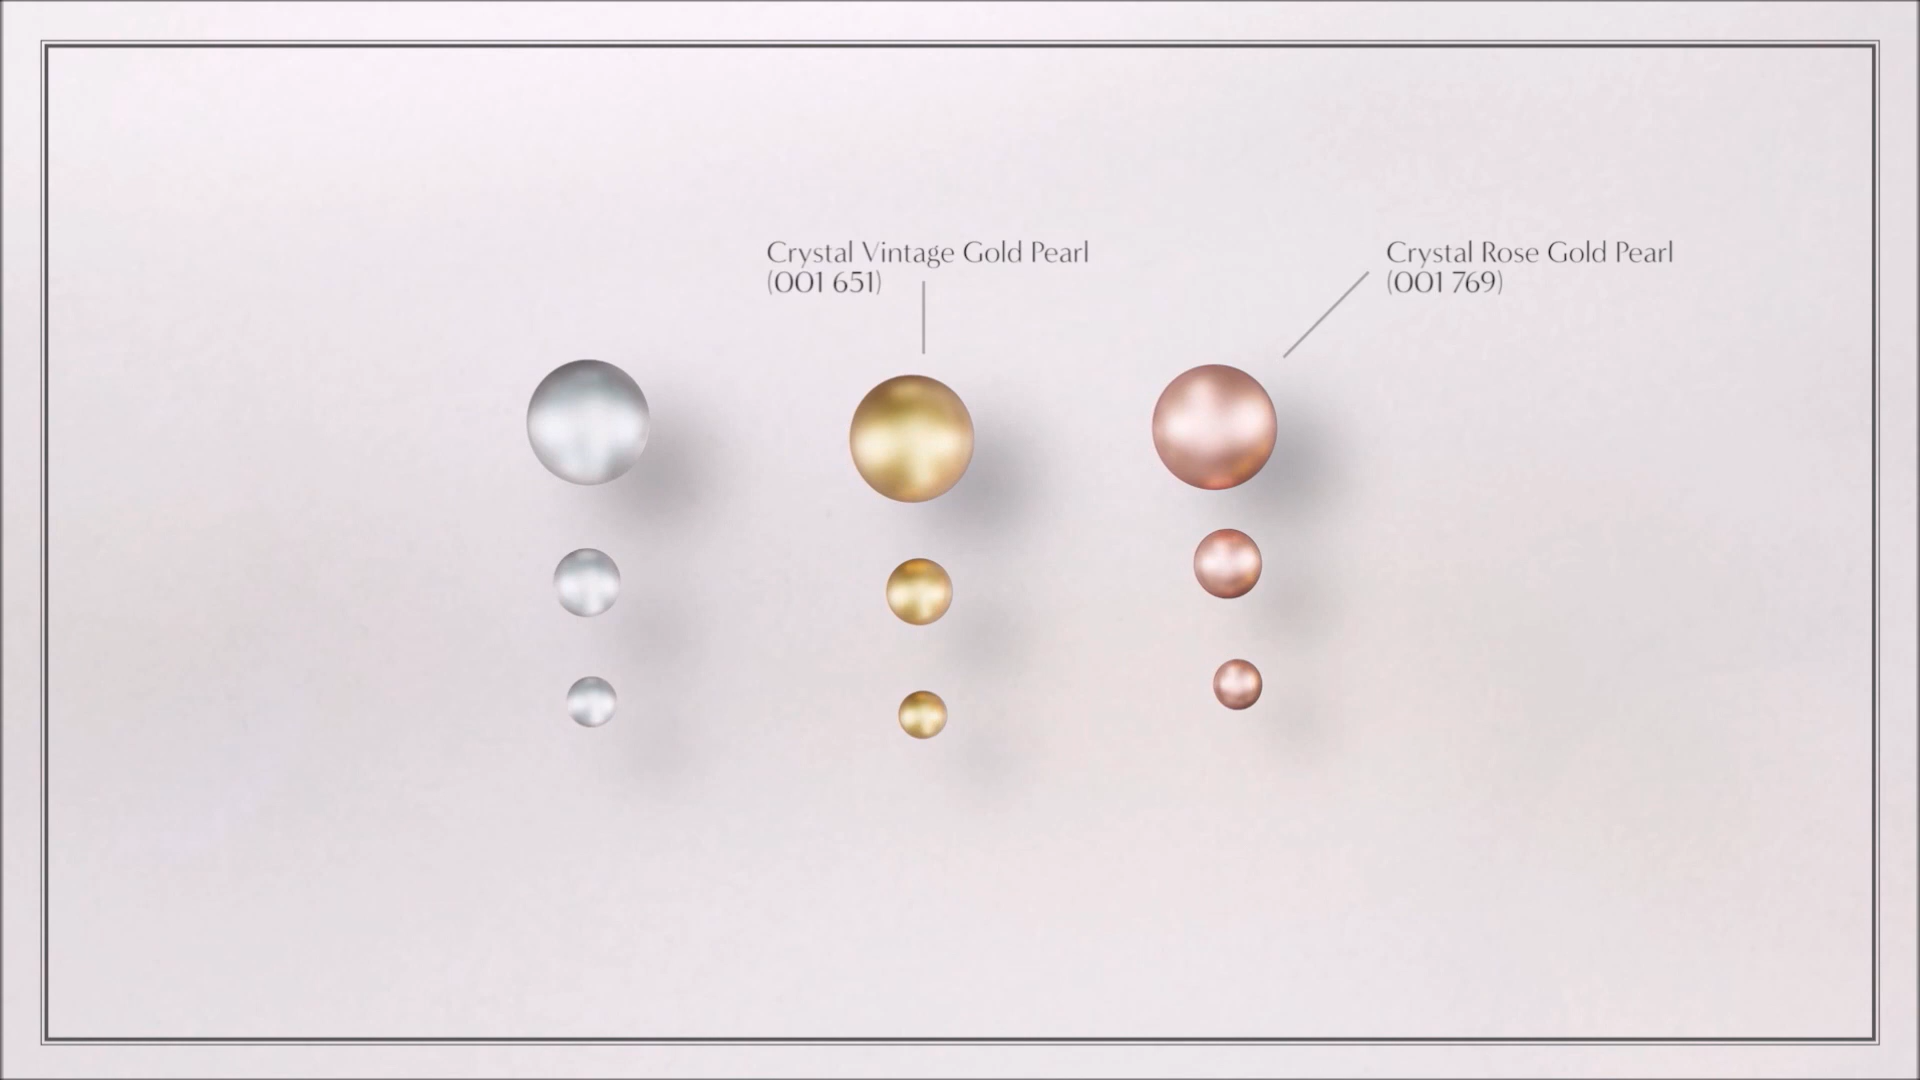 Crystal Vintage Gold Pearl
(001 651)
Crystal Rose Gold Pearl
(001 769)